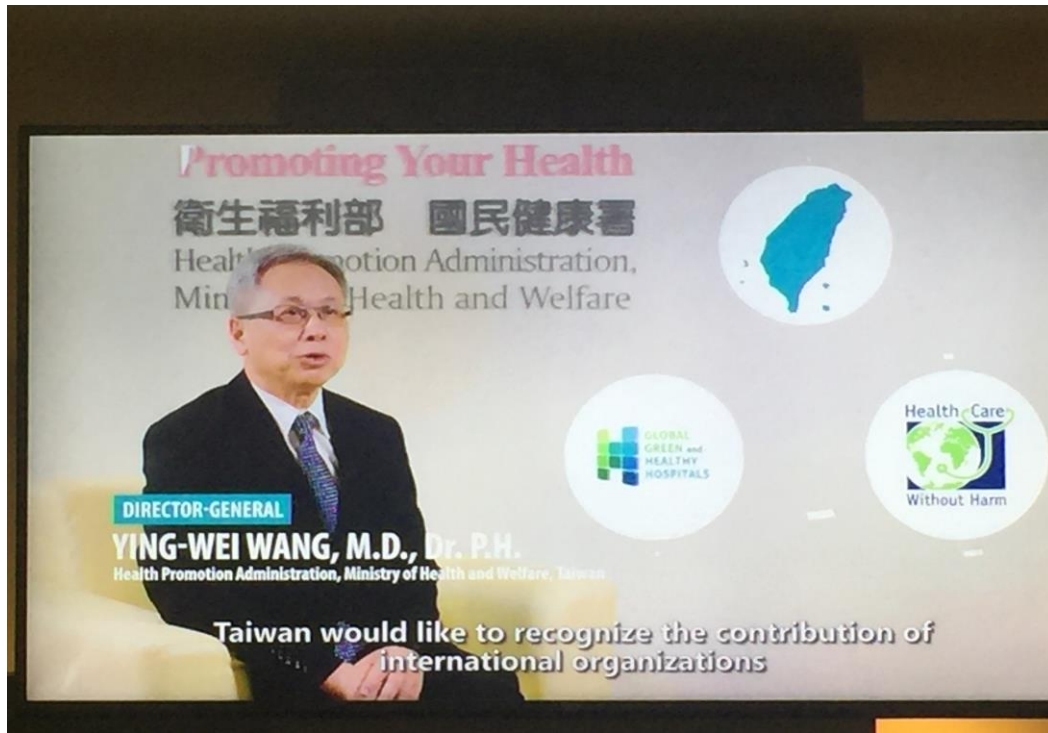 Promoting Your Health
衛生福利部 國民健康署
Health Promotion Administration,
Min Health and Welfare
GLOBAL
GREEN and
HEALTHY
HOSPITALS
Health Care
Without Harm
DIRECTOR-GENERAL
YING-WEI WANG, M.D., Dr. P.H.
Health Promotion Administration, Ministry of Health and Welfare, Taiwan
Taiwan would like to recognize the contribution of
international organizations